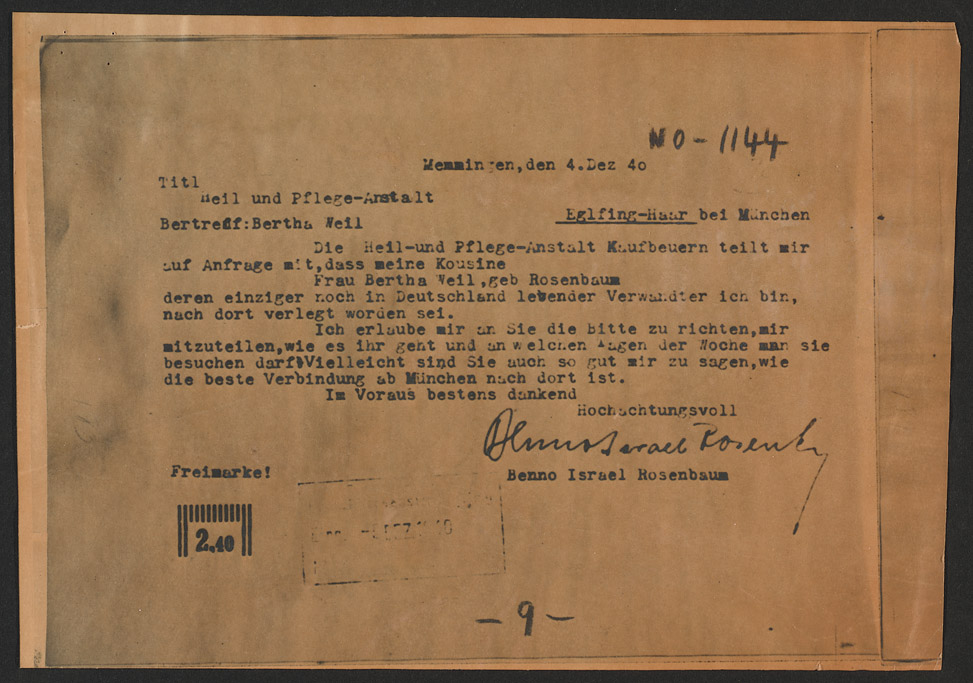 NO-1144
Memmingen,den 4.Dez 40
Titl
Heil und Pflege-Anstalt
Eglfing-Haar bei München
Bertreff:Bertha Weil
Die Heil-und Pflege-Anstalt Kaufbeuern teilt mir
auf Anfrage mit,dass meine Kousine
Frau Bertha Weil,geb Rosenbaum
deren einziger noch in Deutschland lebender Verwandter ich bin,
nach dort verlegt worden sei.
Ich erlaube mir an Sie die Bitte zu richten,mir
mitzuteilen,wie es ihr geht und an welchen Tagen der Woche man sie
besuchen darf.Vielleicht sind Sie auch so gut mir zu sagen,wie
die beste Verbindung ab München nach dort ist.
Im Voraus bestens dankend
Hochachtungsvoll
Benno Israel Rosenb
Freimarke!
Benno Israel Rosenbaum
2.40
DEZ. 1940
- 9 -